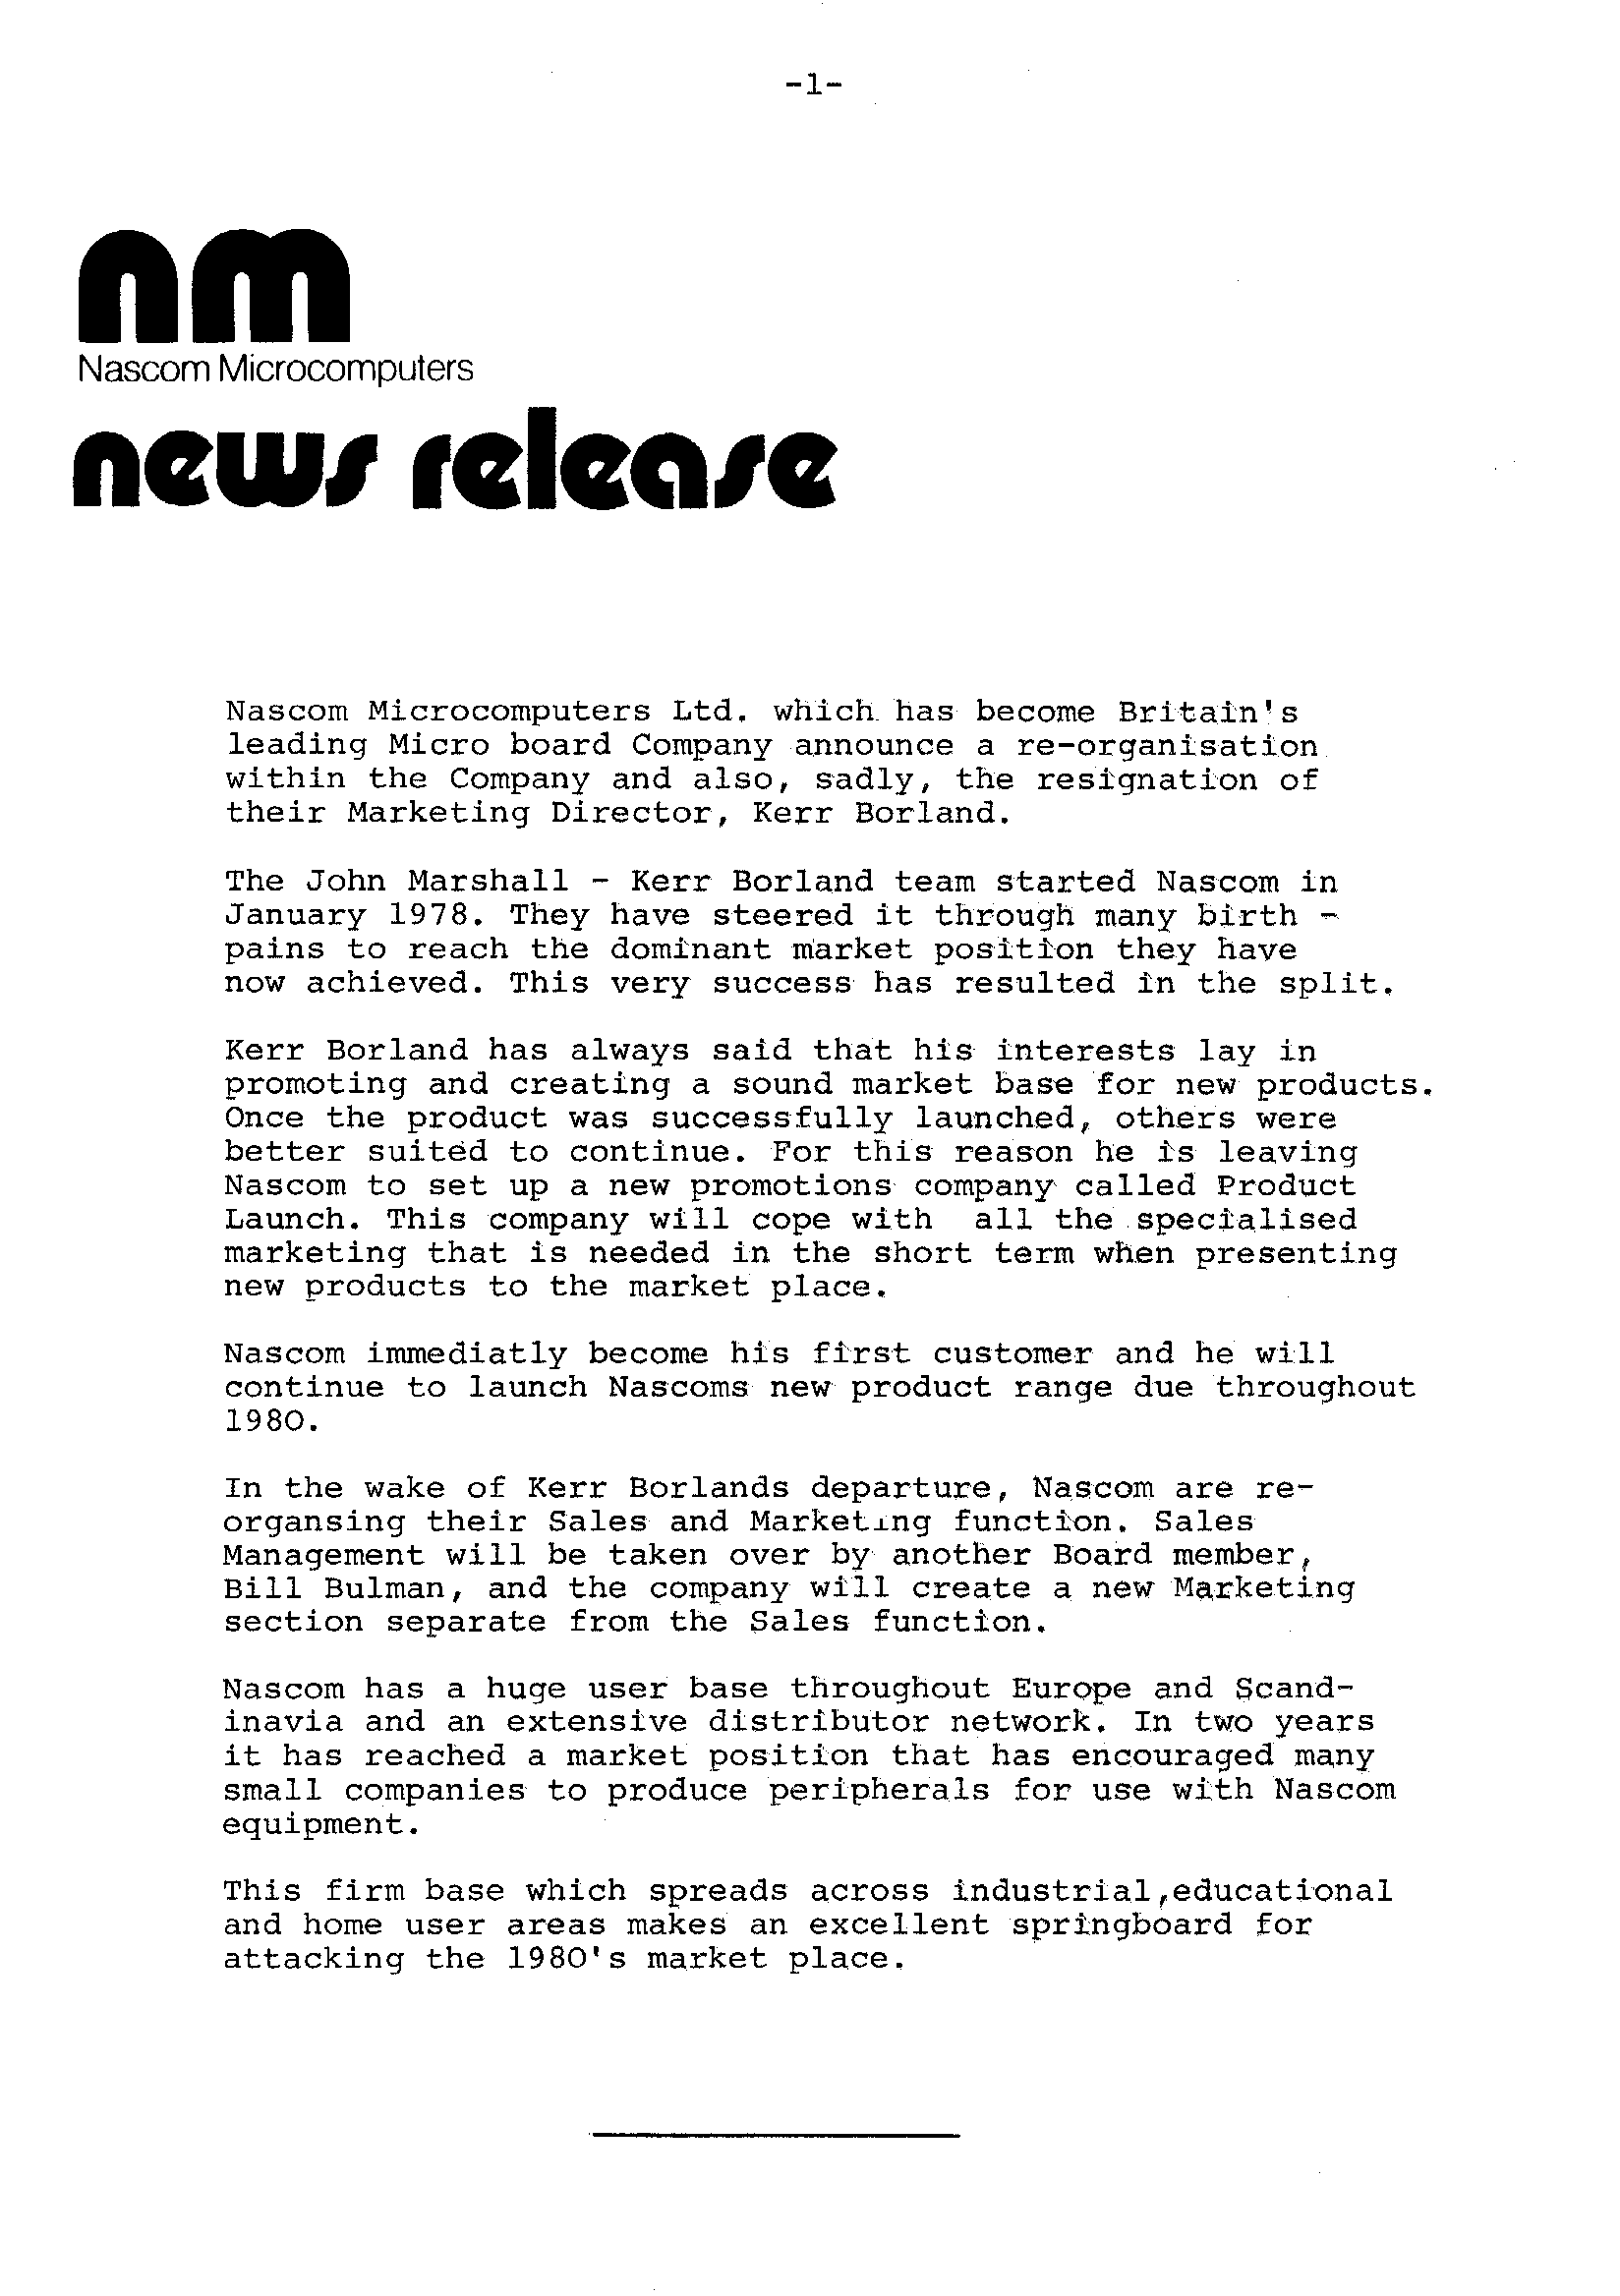 -1-
nm
Nascom Microcomputers
news release
Nascom Microcomputers Ltd. which has become Britain's
leading Micro board Company announce a re-organisation
within the Company and also, sadly, the resignation of
their Marketing Director, Kerr Borland.
The John Marshall - Kerr Borland team started Nascom in
January 1978. They have steered it through many birth -
pains to reach the dominant market position they have
now achieved. This very success has resulted in the split.
Kerr Borland has always said that his interests lay in
promoting and creating a sound market base for new products.
Once the product was successfully launched, others were
better suited to continue. For this reason he is leaving
Nascom to set up a new promotions company called Product
Launch. This company will cope with  all the specialised
marketing that is needed in the short term when presenting
new products to the market place.
Nascom immediatly become his first customer and he will
continue to launch Nascoms new product range due throughout
1980.
In the wake of Kerr Borlands departure, Nascom are re-
organsing their Sales and Marketing function. Sales
Management will be taken over by another Board member,
Bill Bulman, and the company will create a new Marketing
section separate from the Sales function.
Nascom has a huge user base throughout Europe and Scand-
inavia and an extensive distributor network. In two years
it has reached a market position that has encouraged many
small companies to produce peripherals for use with Nascom
equipment.
This firm base which spreads across industrial,educational
and home user areas makes an excellent springboard for
attacking the 1980's market place.